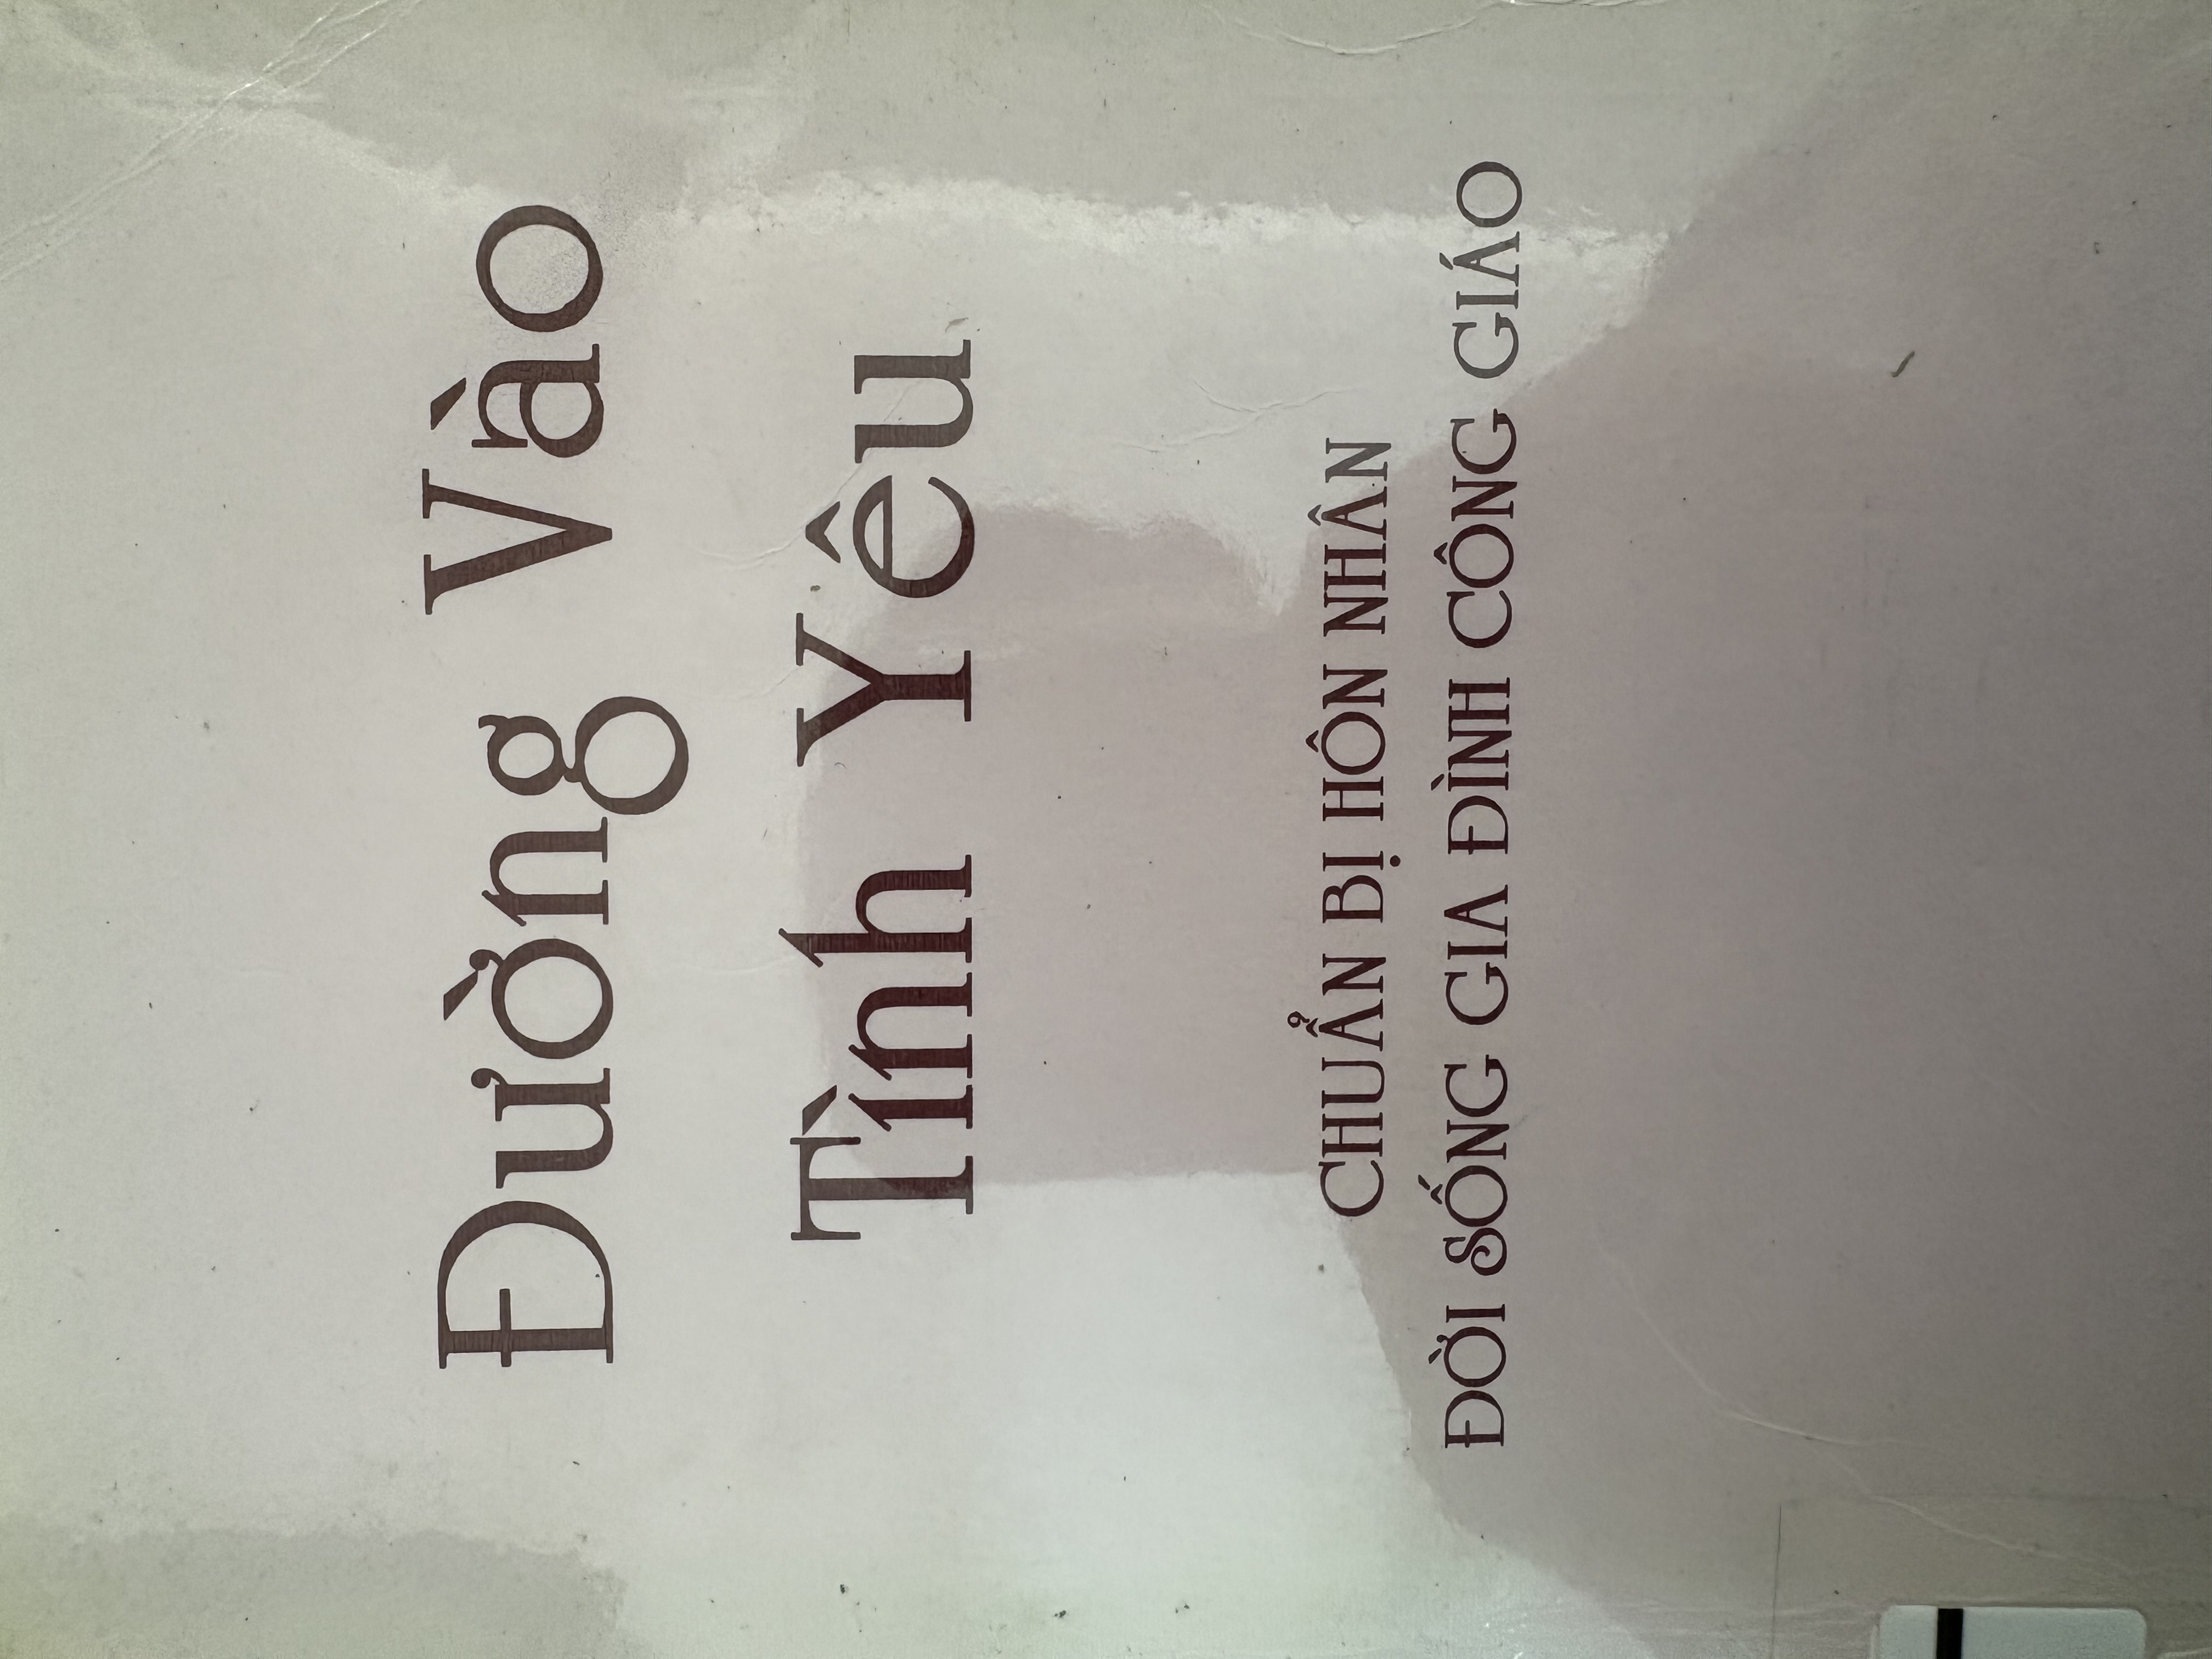 Đường Vào
Tình Yêu
CHUẨN BỊ HÔN NHÂN
ĐỜI SỐNG GIA ĐÌNH CÔNG GIÁO